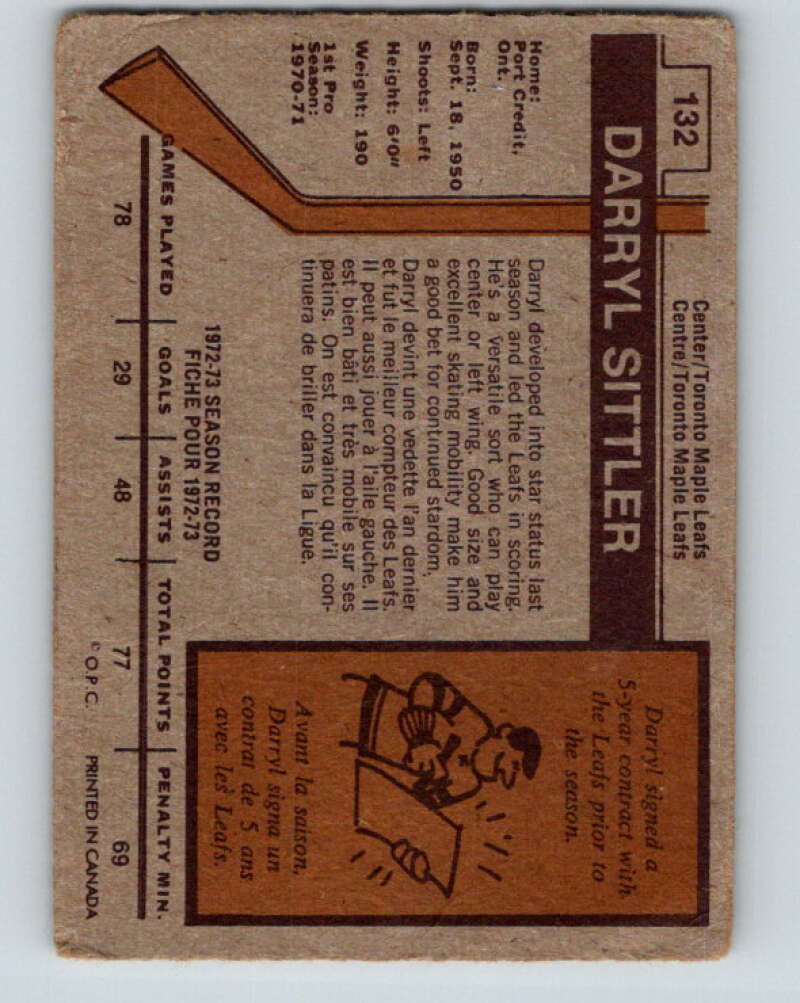 132
Center/Toronto Maple Leafs
Centre/Toronto Maple Leafs
DARRYL SITTLER
Home:
Port Credit,
Ont.
Born:
Sept. 18, 1950
Shoots: Left
Height: 6'0"
Weight: 190
1st Pro
Season:
1970-71
Darryl developed into star status last
season and led the Leafs in scoring.
He's a versatile sort who can play
center or left wing. Good size and
excellent skating mobility make him
a good bet for continued stardom.
Darryl devint une vedette l'an dernier
et fut le meilleur compteur des Leafs.
Il peut aussi jouer à l'aile gauche. Il
est bien bâti et très mobile sur ses
patins. On est convaincu qu'il con-
tinuera de briller dans la Ligue.
Darryl signed a
5-year contract with
the Leafs prior to
the season.
Avant la saison,
Darryl signa un
contrat de 5 ans
avec les Leafs.
1972-73 SEASON RECORD
FICHE POUR 1972-73
GAMES PLAYED GOALS ASSISTS TOTAL POINTS PENALTY MIN.
78 29 48 77 69
© O.P.C. PRINTED IN CANADA